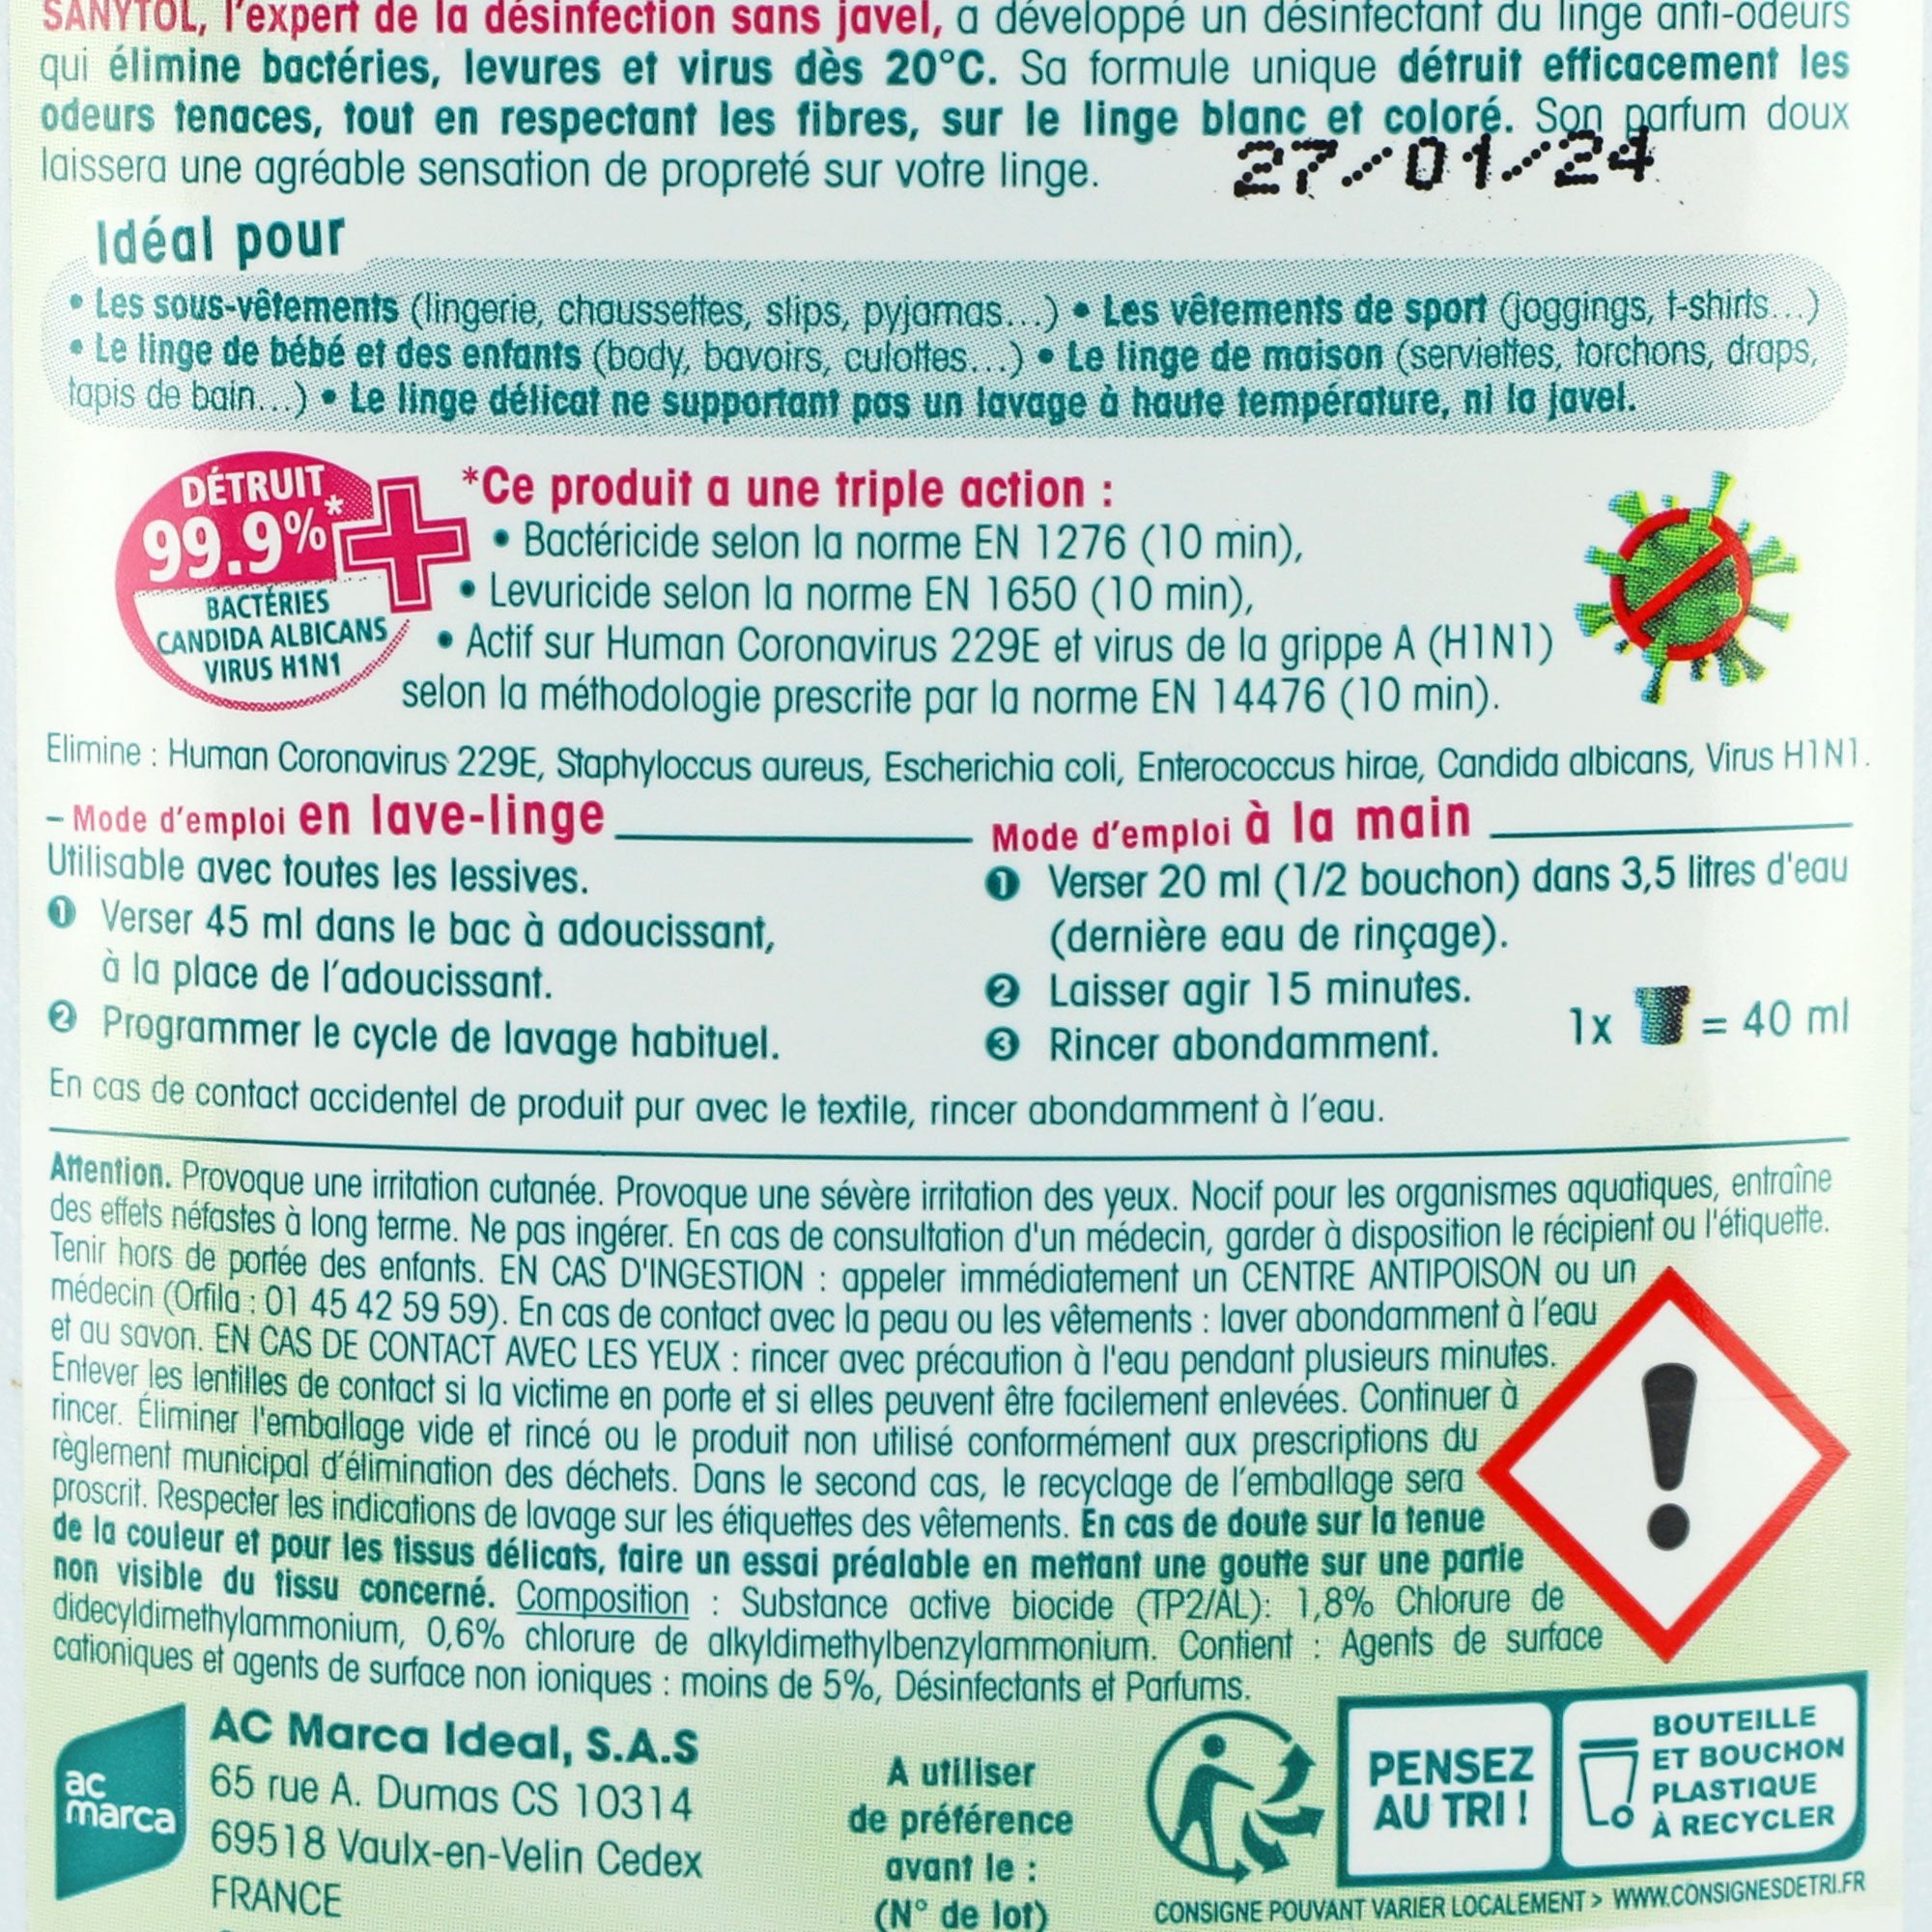 SANYTOL, l'expert de la désinfection sans javel, a développé un désinfectant du linge anti-odeurs
qui élimine bactéries, levures et virus dès 20°C. Sa formule unique détruit efficacement les
odeurs tenaces, tout en respectant les fibres, sur le linge blanc et coloré. Son parfum doux
laissera une agréable sensation de propreté sur votre linge.
27/01/24
Idéal pour
• Les sous-vêtements (lingerie, chaussettes, slips, pyjamas...) • Les vêtements de sport (joggings, t-shirts...)
• Le linge de bébé et des enfants (body, bavoirs, culottes...) • Le linge de maison (serviettes, torchons, draps,
tapis de bain...) • Le linge délicat ne supportant pas un lavage à haute température, ni la javel.
DÉTRUIT
99.9%*
BACTÉRIES
CANDIDA ALBICANS
VIRUS H1N1
*Ce produit a une triple action :
• Bactéricide selon la norme EN 1276 (10 min),
• Levuricide selon la norme EN 1650 (10 min),
• Actif sur Human Coronavirus 229E et virus de la grippe A (H1N1)
selon la méthodologie prescrite par la norme EN 14476 (10 min).
Elimine : Human Coronavirus 229E, Staphyloccus aureus, Escherichia coli, Enterococcus hirae, Candida albicans, Virus H1N1.
– Mode d'emploi en lave-linge
Utilisable avec toutes les lessives.
1 Verser 45 ml dans le bac à adoucissant,
à la place de l'adoucissant.
2 Programmer le cycle de lavage habituel.
Mode d'emploi à la main
1 Verser 20 ml (1/2 bouchon) dans 3,5 litres d'eau
(dernière eau de rinçage).
2 Laisser agir 15 minutes.
3 Rincer abondamment.
1x = 40 ml
En cas de contact accidentel de produit pur avec le textile, rincer abondamment à l'eau.
Attention. Provoque une irritation cutanée. Provoque une sévère irritation des yeux. Nocif pour les organismes aquatiques, entraîne
des effets néfastes à long terme. Ne pas ingérer. En cas de consultation d'un médecin, garder à disposition le récipient ou l'étiquette.
Tenir hors de portée des enfants. EN CAS D'INGESTION : appeler immédiatement un CENTRE ANTIPOISON ou un
médecin (Orfila : 01 45 42 59 59). En cas de contact avec la peau ou les vêtements : laver abondamment à l'eau
et au savon. EN CAS DE CONTACT AVEC LES YEUX : rincer avec précaution à l'eau pendant plusieurs minutes.
Enlever les lentilles de contact si la victime en porte et si elles peuvent être facilement enlevées. Continuer à
rincer. Éliminer l'emballage vide et rincé ou le produit non utilisé conformément aux prescriptions du
règlement municipal d'élimination des déchets. Dans le second cas, le recyclage de l'emballage sera
proscrit. Respecter les indications de lavage sur les étiquettes des vêtements. En cas de doute sur la tenue
de la couleur et pour les tissus délicats, faire un essai préalable en mettant une goutte sur une partie
non visible du tissu concerné. Composition : Substance active biocide (TP2/AL): 1,8% Chlorure de
didecyldimethylammonium, 0,6% chlorure de alkyldimethylbenzylammonium. Contient : Agents de surface
cationiques et agents de surface non ioniques : moins de 5%, Désinfectants et Parfums.
ac
marca
AC Marca Ideal, S.A.S
65 rue A. Dumas CS 10314
69518 Vaulx-en-Velin Cedex
FRANCE
A utiliser
de préférence
avant le :
(N° de lot)
PENSEZ
AU TRI !
BOUTEILLE
ET BOUCHON
PLASTIQUE
À RECYCLER
CONSIGNE POUVANT VARIER LOCALEMENT > WWW.CONSIGNESDETRI.FR